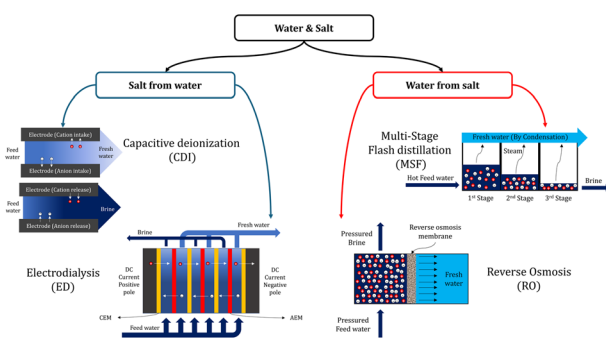 Water & Salt
Salt from water
Water from salt
Electrode (Cation intake)
Feed
water
Fresh
water
Electrode (Anion intake)
Capacitive deionization
(CDI)
Electrode (Cation release)
Feed
water
Brine
Electrode (Anion release)
Multi-Stage
Flash distillation
(MSF)
Fresh water (By Condensation)
Steam
Hot Feed water
Brine
1st Stage
2nd Stage
3rd Stage
Electrodialysis
(ED)
Fresh water
Brine
DC
Current
Positive
pole
DC
Current
Negative
pole
CEM
Feed water
AEM
Pressured
Brine
Reverse osmosis
membrane
Fresh
water
Pressured
Feed water
Reverse Osmosis
(RO)